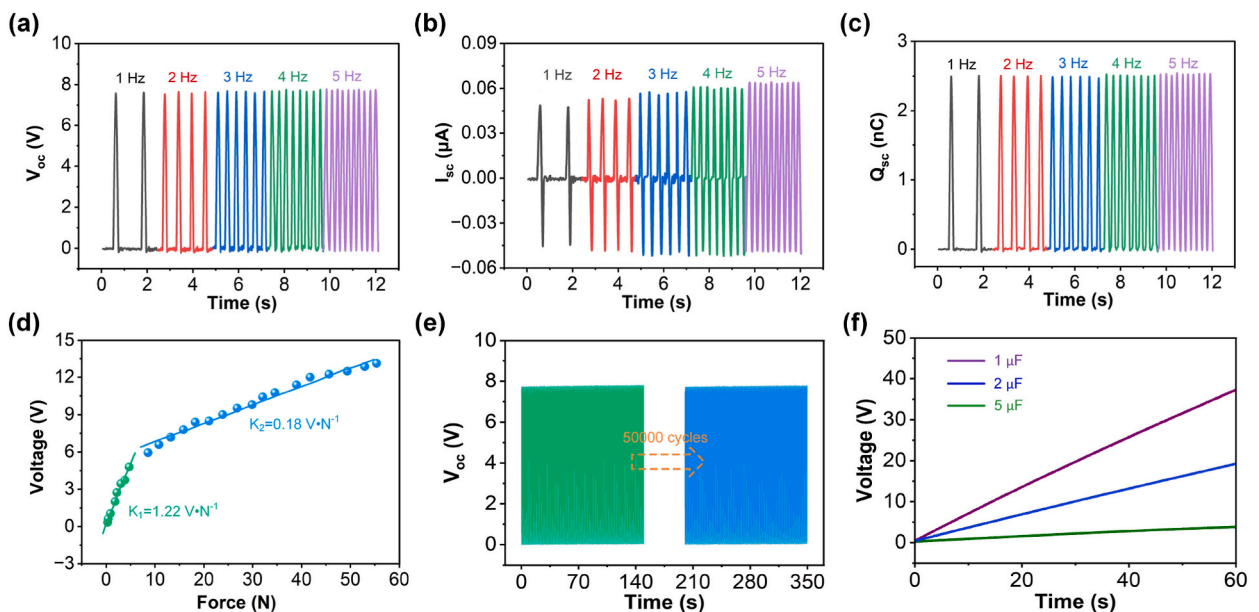 (a)
10
8
6
4
2
0
V_oc (V)
1 Hz 2 Hz 3 Hz 4 Hz 5 Hz
0 2 4 6 8 10 12
Time (s)
(b)
0.09
0.06
0.03
0.00
−0.03
−0.06
I_sc (μA)
1 Hz 2 Hz 3 Hz 4 Hz 5 Hz
0 2 4 6 8 10 12
Time (s)
(c)
3
2
1
0
Q_sc (nC)
1 Hz 2 Hz 3 Hz 4 Hz 5 Hz
0 2 4 6 8 10 12
Time (s)
(d)
15
12
9
6
3
0
−3
Voltage (V)
K₂=0.18 V•N⁻¹
K₁=1.22 V•N⁻¹
0 10 20 30 40 50 60
Force (N)
(e)
10
8
6
4
2
0
V_oc (V)
50000 cycles
0 70 140 210 280 350
Time (s)
(f)
50
40
30
20
10
0
Voltage (V)
1 μF
2 μF
5 μF
0 20 40 60
Time (s)